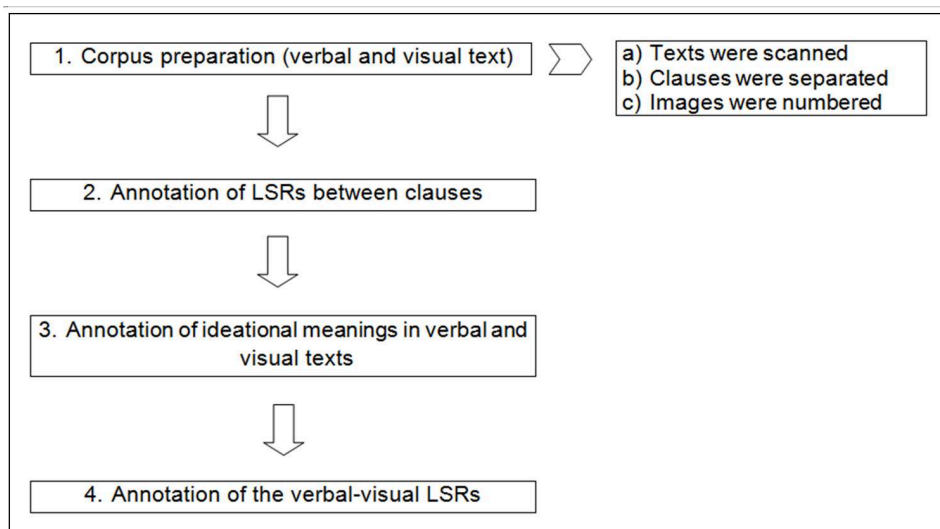 1. Corpus preparation (verbal and visual text)
a) Texts were scanned
b) Clauses were separated
c) Images were numbered
2. Annotation of LSRs between clauses
3. Annotation of ideational meanings in verbal and
visual texts
4. Annotation of the verbal-visual LSRs